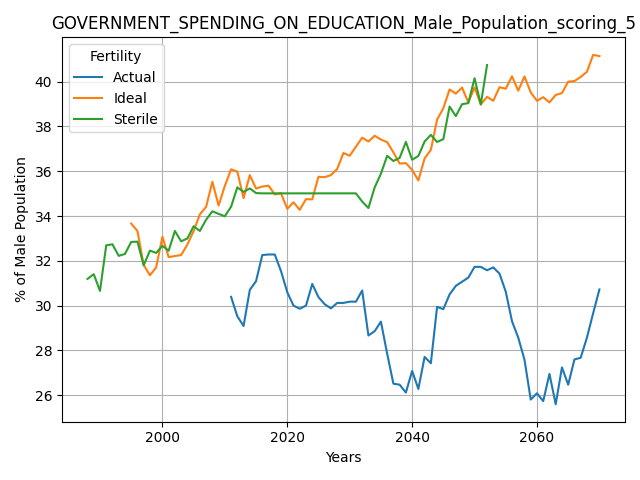 GOVERNMENT_SPENDING_ON_EDUCATION_Male_Population_scoring_5
Fertility
Actual
Ideal
Sterile
% of Male Population
40
38
36
34
32
30
28
26
2000
2020
2040
2060
Years